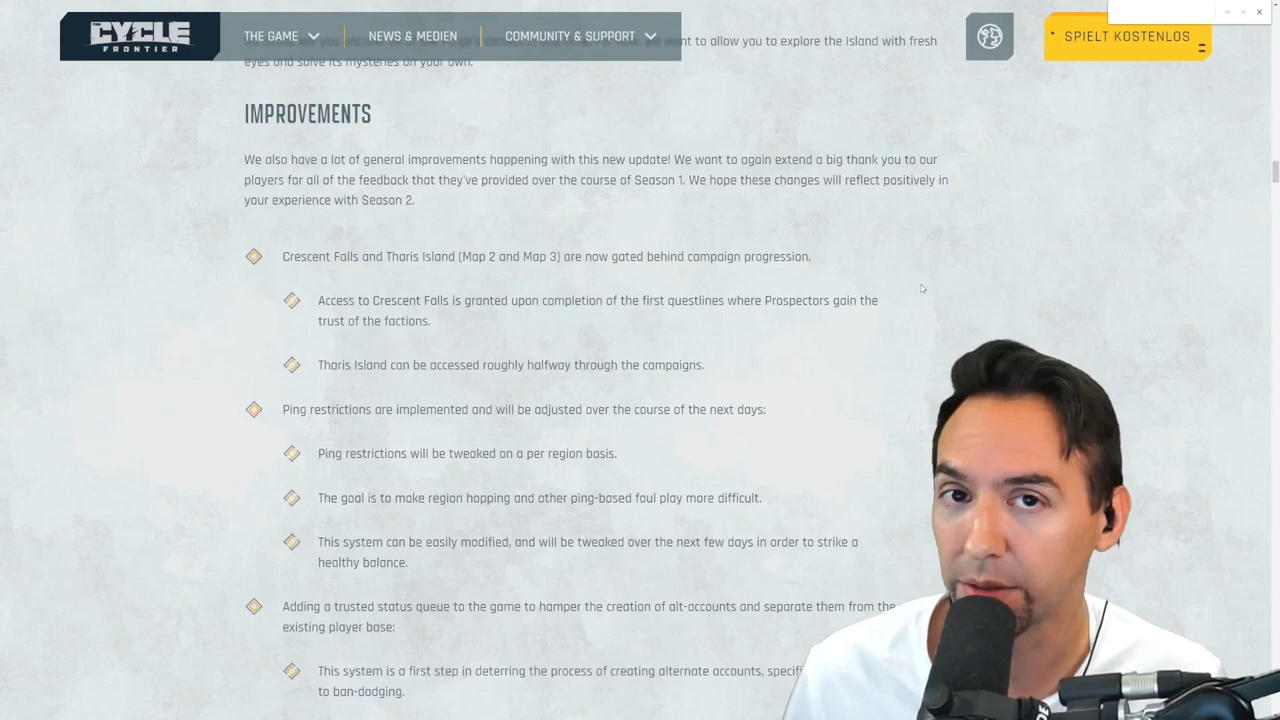 THE CYCLE
FRONTIER
THE GAME
NEWS & MEDIEN
COMMUNITY & SUPPORT
SPIELT KOSTENLOS
want to allow you to explore the Island with fresh
eyes and solve its mysteries on your own.
IMPROVEMENTS
We also have a lot of general improvements happening with this new update! We want to again extend a big thank you to our
players for all of the feedback that they've provided over the course of Season 1. We hope these changes will reflect positively in
your experience with Season 2.
Crescent Falls and Tharis Island (Map 2 and Map 3) are now gated behind campaign progression.
Access to Crescent Falls is granted upon completion of the first questlines where Prospectors gain the
trust of the factions.
Tharis Island can be accessed roughly halfway through the campaigns.
Ping restrictions are implemented and will be adjusted over the course of the next days:
Ping restrictions will be tweaked on a per region basis.
The goal is to make region hopping and other ping-based foul play more difficult.
This system can be easily modified, and will be tweaked over the next few days in order to strike a
healthy balance.
Adding a trusted status queue to the game to hamper the creation of alt-accounts and separate them from the
existing player base:
This system is a first step in deterring the process of creating alternate accounts,
to ban-dodging.